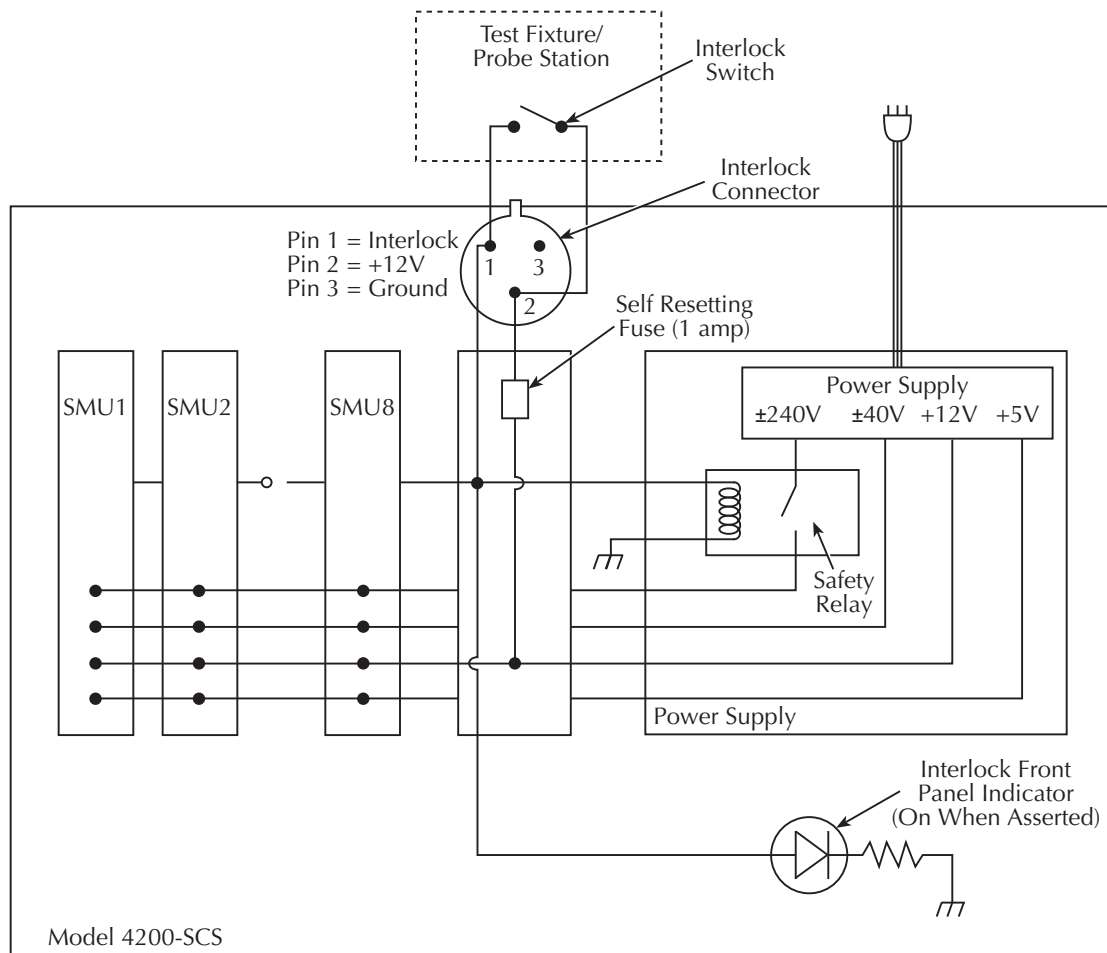 Test Fixture/
Probe Station
Interlock
Switch
Interlock
Connector
Pin 1 = Interlock
Pin 2 = +12V
Pin 3 = Ground
1
3
2
Self Resetting
Fuse (1 amp)
SMU1
SMU2
SMU8
Power Supply
±240V ±40V +12V +5V
Safety
Relay
Power Supply
Interlock Front
Panel Indicator
(On When Asserted)
Model 4200-SCS